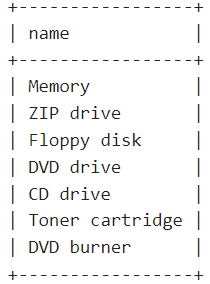 +-----------------+
| name            |
+-----------------+
| Memory          |
| ZIP drive       |
| Floppy disk     |
| DVD drive       |
| CD drive        |
| Toner cartridge |
| DVD burner      |
+-----------------+